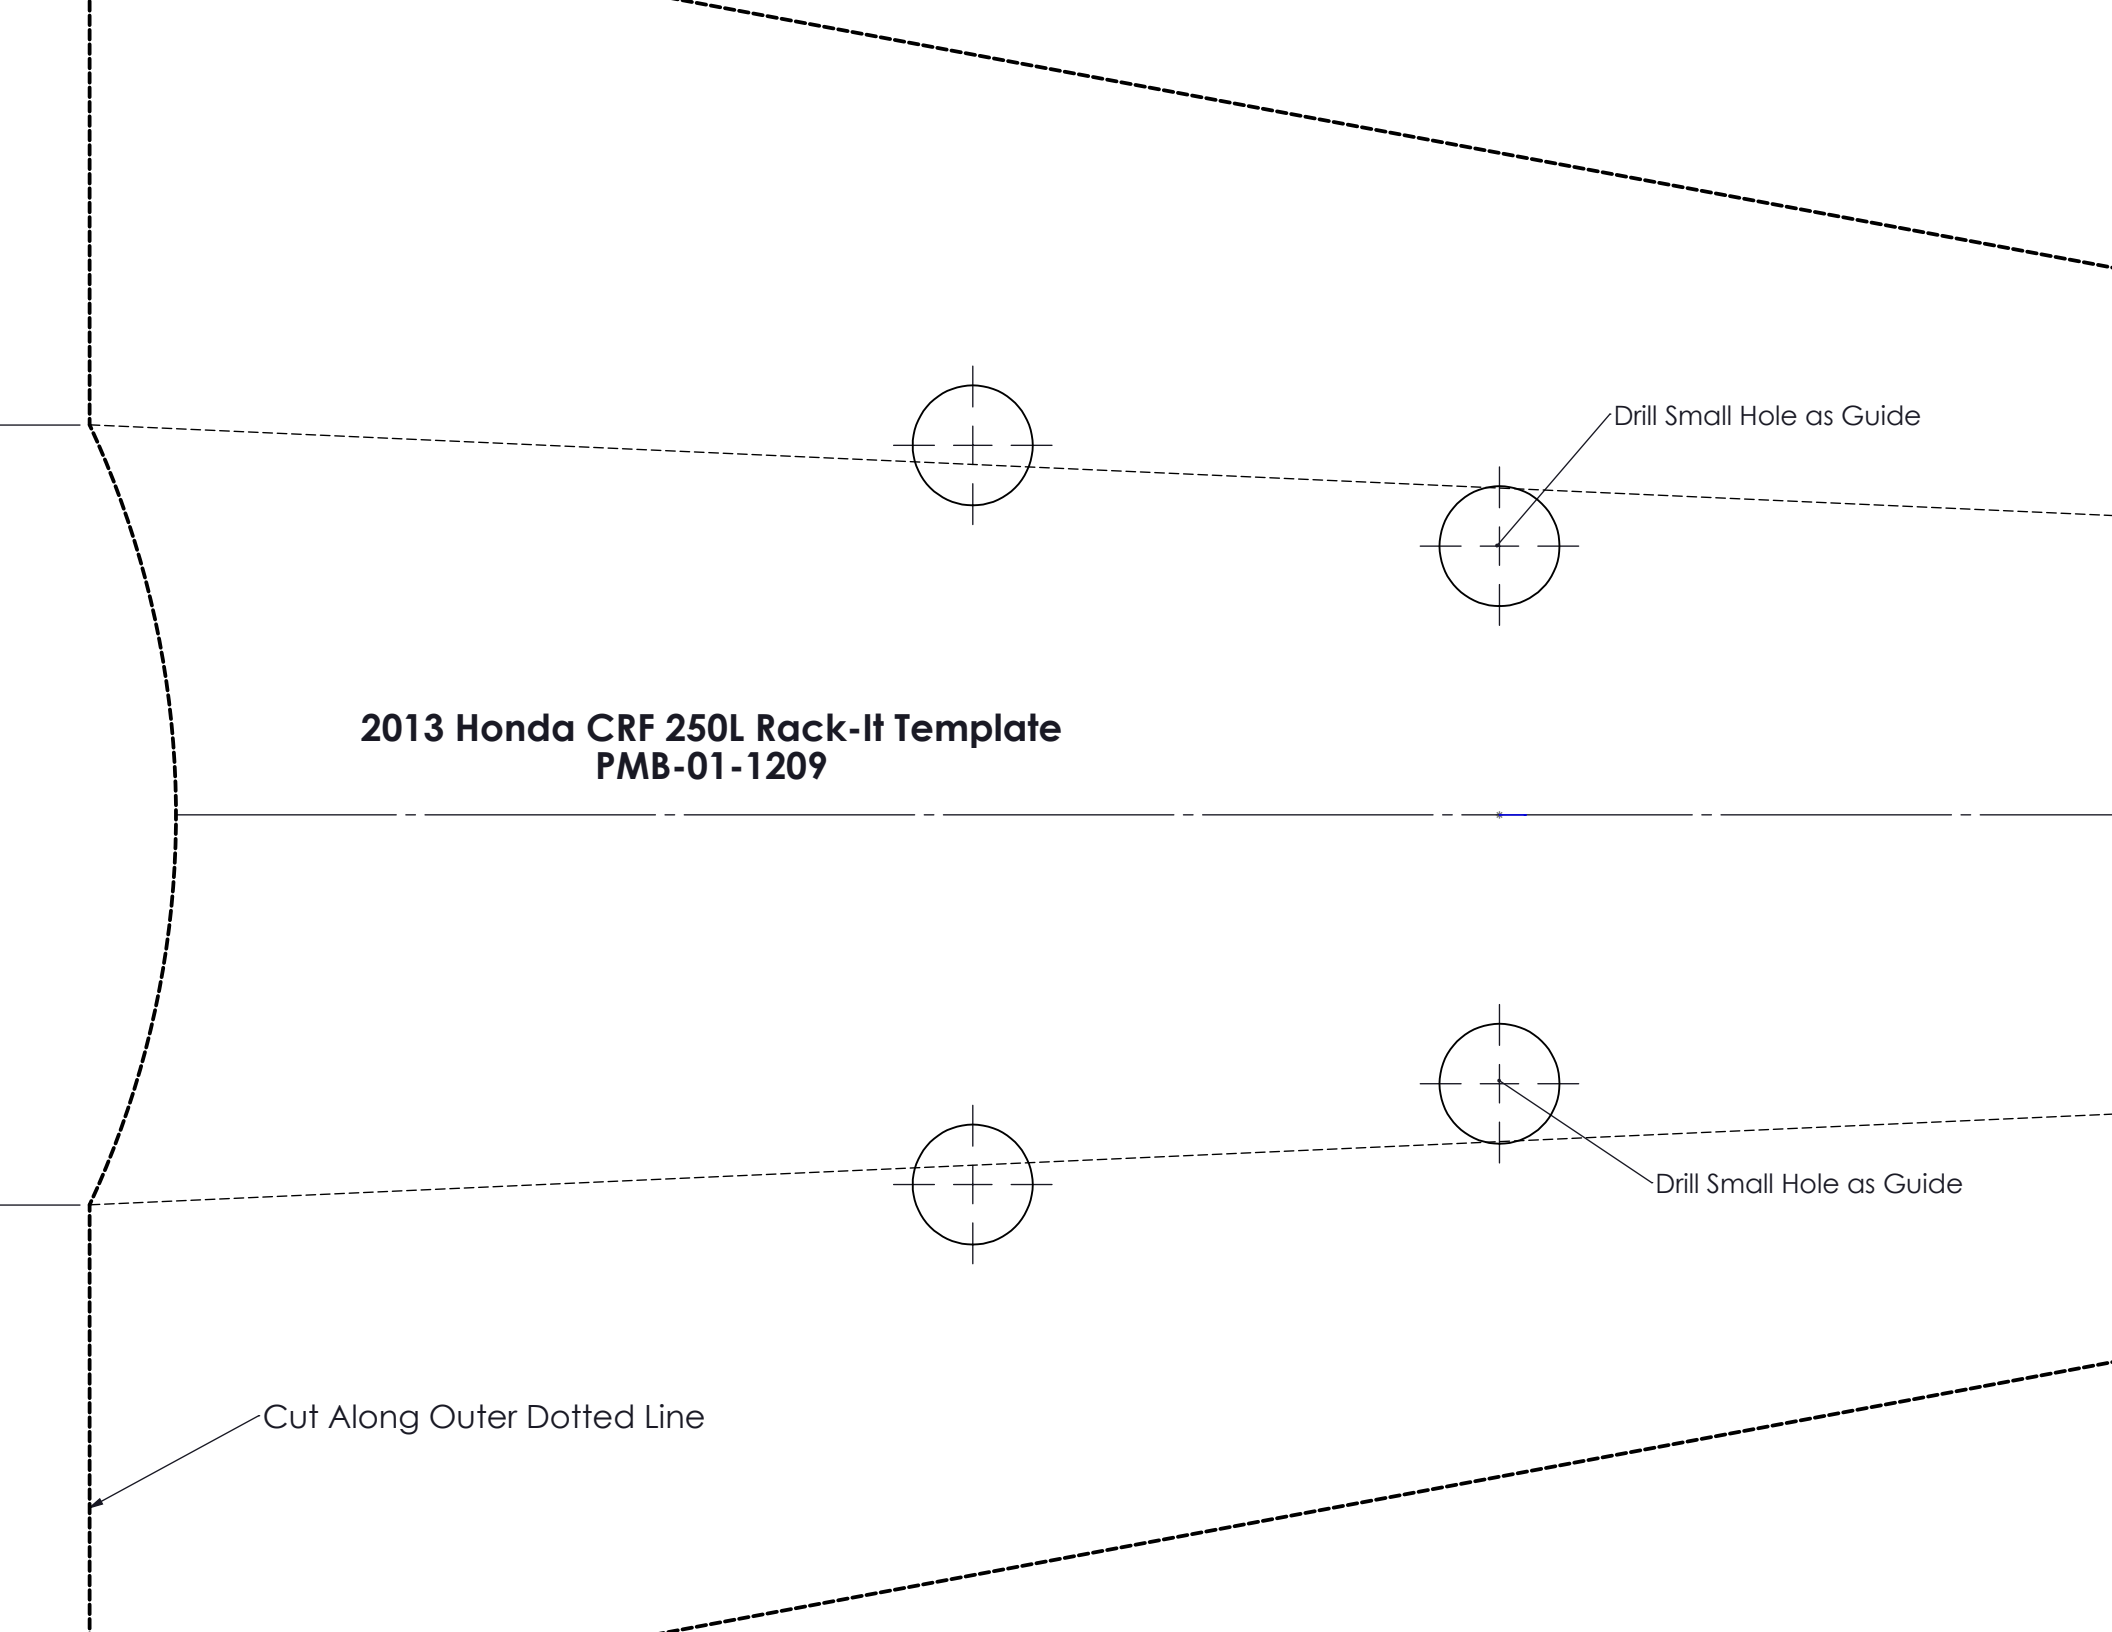 Drill Small Hole as Guide
2013 Honda CRF 250L Rack-It Template
PMB-01-1209
Drill Small Hole as Guide
Cut Along Outer Dotted Line